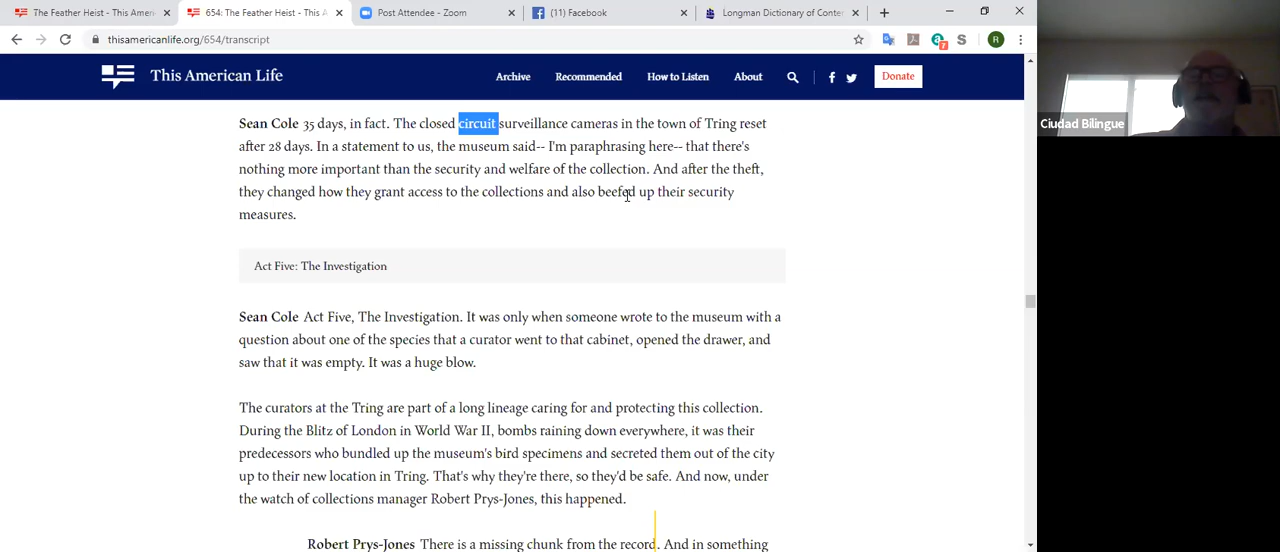 The Feather Heist - This Ameri
654: The Feather Heist - This A
Post Attendee - Zoom
(11) Facebook
Longman Dictionary of Conter
thisamericanlife.org/654/transcript
R
This American Life
Archive
Recommended
How to Listen
About
Donate
Ciudad Bilingue
Sean Cole 35 days, in fact. The closed circuit surveillance cameras in the town of Tring reset
after 28 days. In a statement to us, the museum said-- I'm paraphrasing here-- that there's
nothing more important than the security and welfare of the collection. And after the theft,
they changed how they grant access to the collections and also beefed up their security
measures.
Act Five: The Investigation
Sean Cole Act Five, The Investigation. It was only when someone wrote to the museum with a
question about one of the species that a curator went to that cabinet, opened the drawer, and
saw that it was empty. It was a huge blow.
The curators at the Tring are part of a long lineage caring for and protecting this collection.
During the Blitz of London in World War II, bombs raining down everywhere, it was their
predecessors who bundled up the museum's bird specimens and secreted them out of the city
up to their new location in Tring. That's why they're there, so they'd be safe. And now, under
the watch of collections manager Robert Prys-Jones, this happened.
Robert Prys-Jones There is a missing chunk from the record. And in something